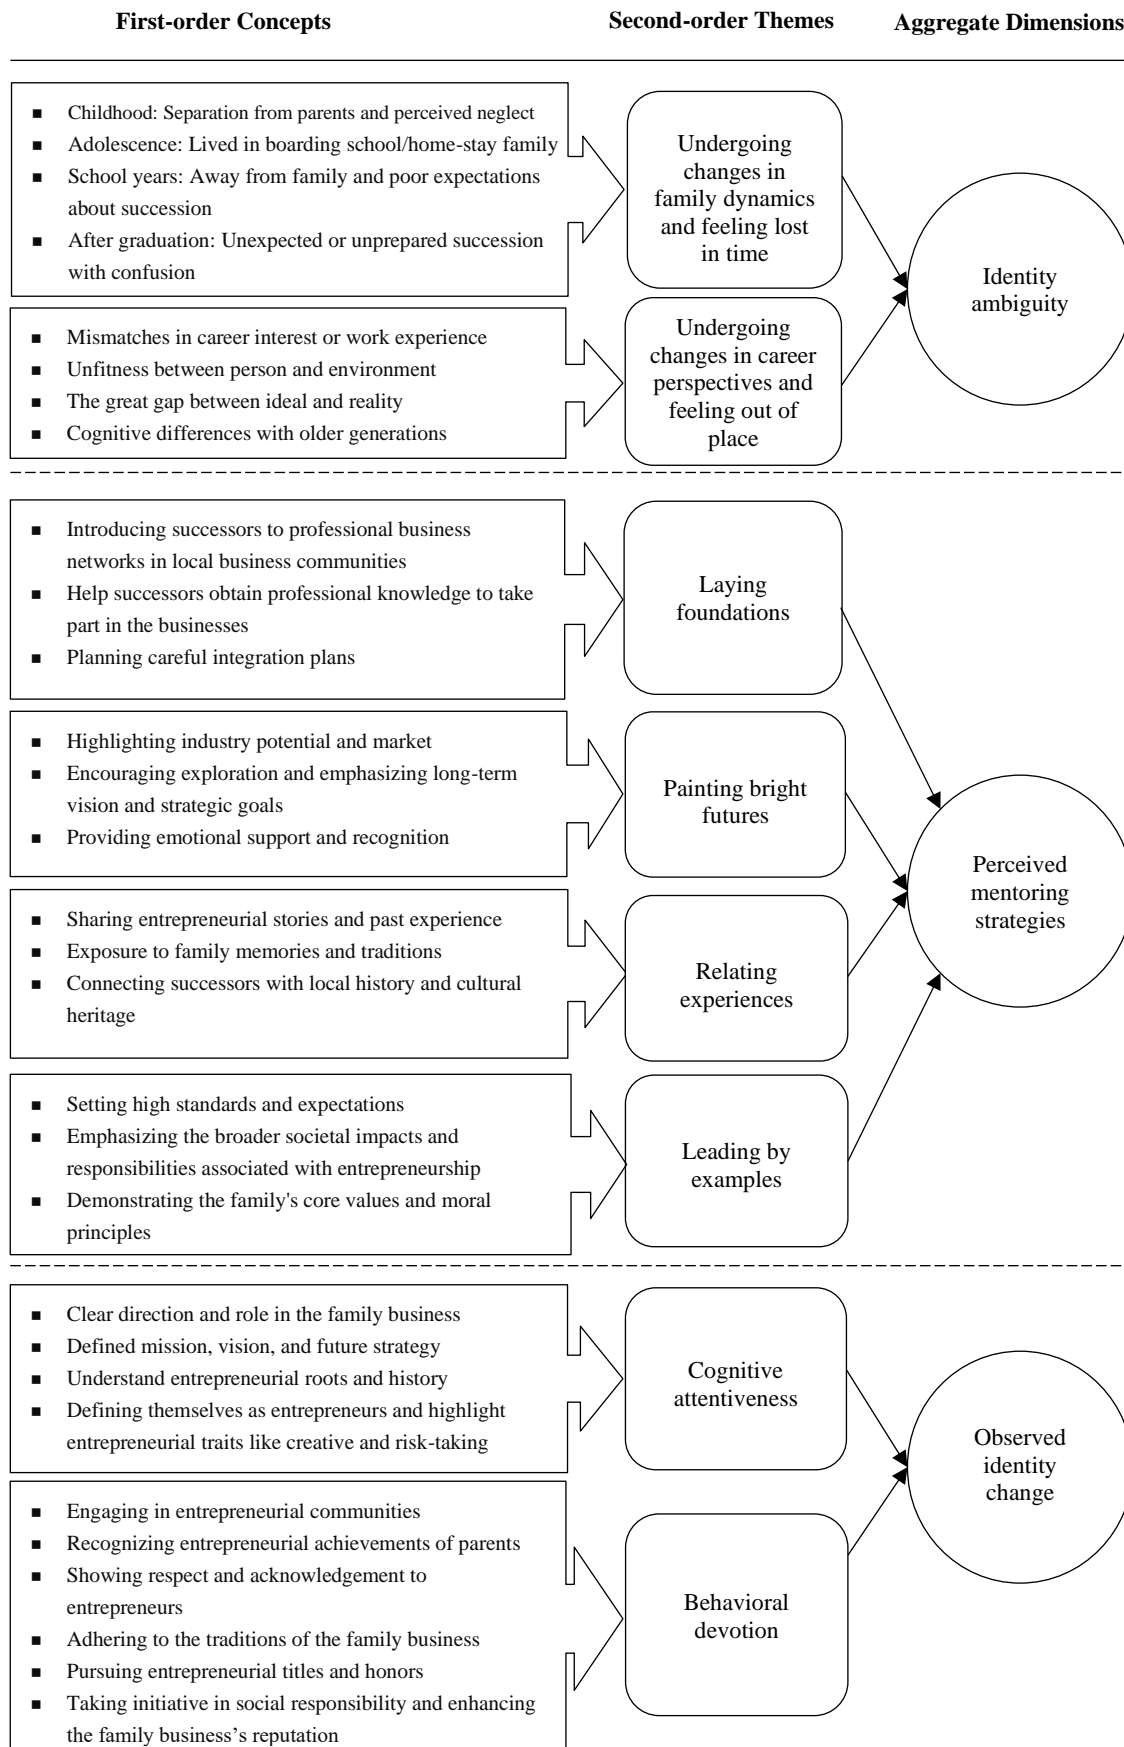 First-order Concepts
Second-order Themes
Aggregate Dimensions
■ Childhood: Separation from parents and perceived neglect
■ Adolescence: Lived in boarding school/home-stay family
■ School years: Away from family and poor expectations
about succession
■ After graduation: Unexpected or unprepared succession
with confusion
Undergoing
changes in
family dynamics
and feeling lost
in time
■ Mismatches in career interest or work experience
■ Unfitness between person and environment
■ The great gap between ideal and reality
■ Cognitive differences with older generations
Undergoing
changes in career
perspectives and
feeling out of
place
Identity
ambiguity
■ Introducing successors to professional business
networks in local business communities
■ Help successors obtain professional knowledge to take
part in the businesses
■ Planning careful integration plans
Laying
foundations
■ Highlighting industry potential and market
■ Encouraging exploration and emphasizing long-term
vision and strategic goals
■ Providing emotional support and recognition
Painting bright
futures
■ Sharing entrepreneurial stories and past experience
■ Exposure to family memories and traditions
■ Connecting successors with local history and cultural
heritage
Relating
experiences
■ Setting high standards and expectations
■ Emphasizing the broader societal impacts and
responsibilities associated with entrepreneurship
■ Demonstrating the family's core values and moral
principles
Leading by
examples
Perceived
mentoring
strategies
■ Clear direction and role in the family business
■ Defined mission, vision, and future strategy
■ Understand entrepreneurial roots and history
■ Defining themselves as entrepreneurs and highlight
entrepreneurial traits like creative and risk-taking
Cognitive
attentiveness
■ Engaging in entrepreneurial communities
■ Recognizing entrepreneurial achievements of parents
■ Showing respect and acknowledgement to
entrepreneurs
■ Adhering to the traditions of the family business
■ Pursuing entrepreneurial titles and honors
■ Taking initiative in social responsibility and enhancing
the family business’s reputation
Behavioral
devotion
Observed
identity
change